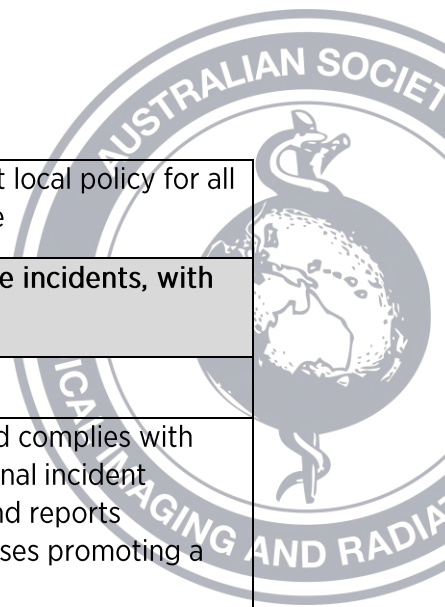 AUSTRALIAN SOCIET
t local policy for all
e
e incidents, with
d complies with
nal incident
nd reports
ses promoting a
ICAL IMAGING AND RADIA